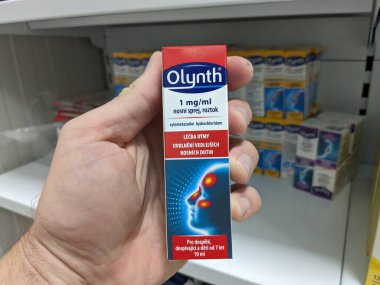 Olynth®
1 mg/ml
nosní sprej, roztok
xylometazolini hydrochloridum
LÉČBA RÝMY
UVOLNĚNÍ VEDLEJŠÍCH
NOSNÍCH DUTIN
Pro dospělé,
dospívající a děti od 7 let
10 ml